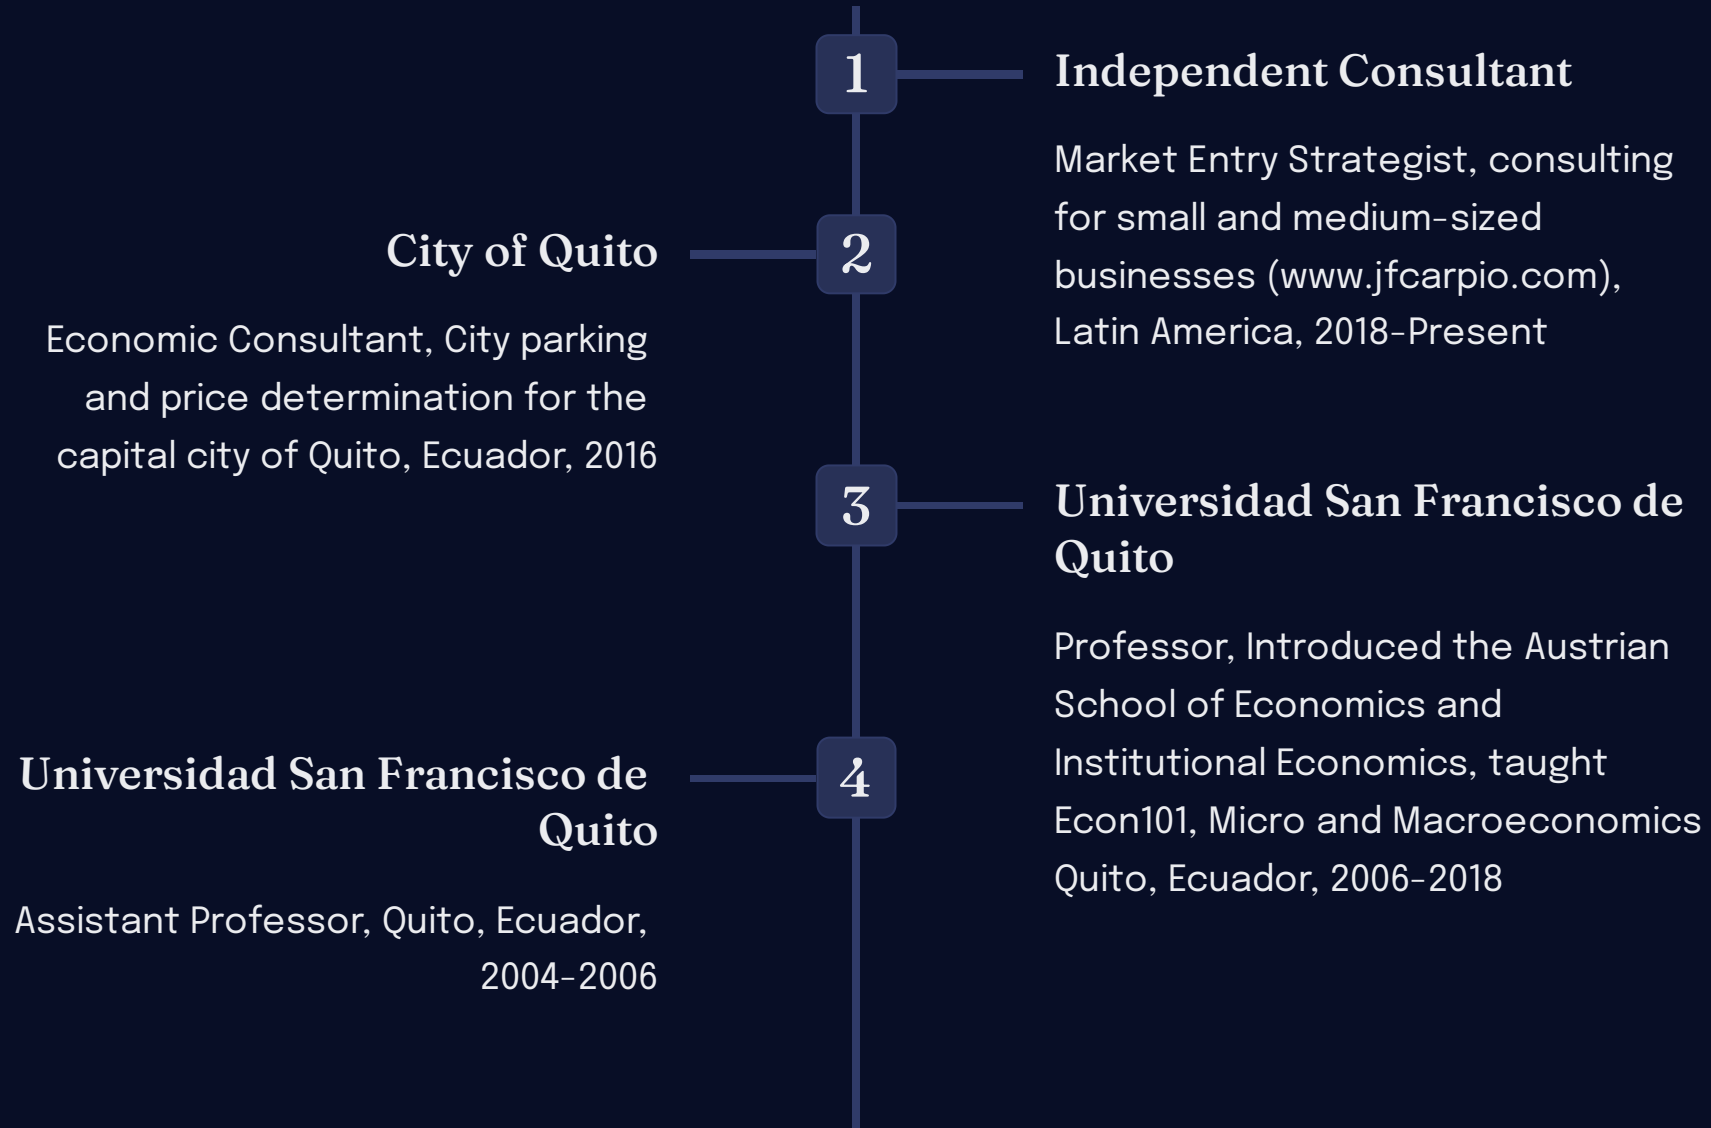 1
Independent Consultant
Market Entry Strategist, consulting
for small and medium-sized
businesses (www.jfcarpio.com),
Latin America, 2018-Present
2
City of Quito
Economic Consultant, City parking
and price determination for the
capital city of Quito, Ecuador, 2016
3
Universidad San Francisco de
Quito
Professor, Introduced the Austrian
School of Economics and
Institutional Economics, taught
Econ101, Micro and Macroeconomics
Quito, Ecuador, 2006-2018
4
Universidad San Francisco de
Quito
Assistant Professor, Quito, Ecuador,
2004-2006